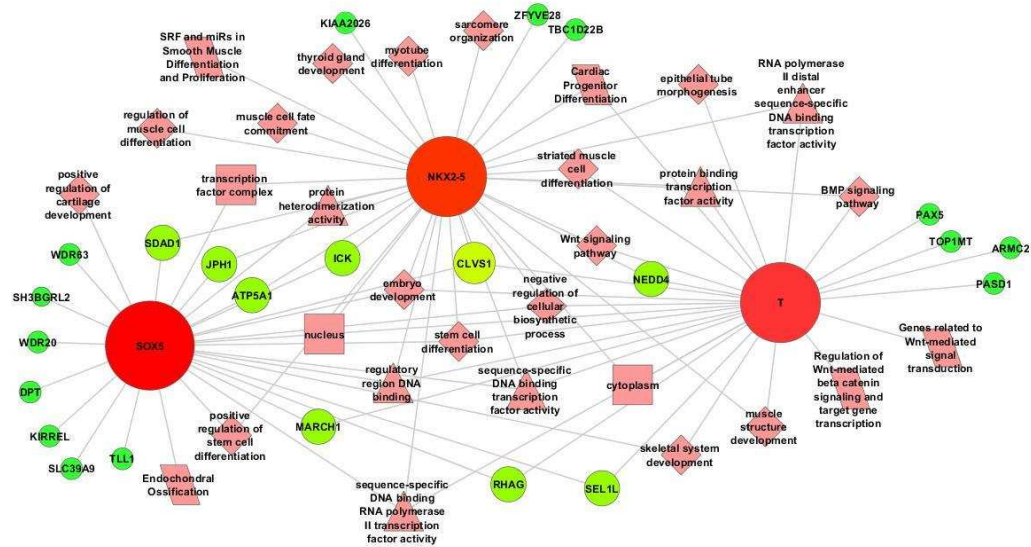 KIAA2026
ZFYVE28
TBC1D22B
SRF and miRs in
Smooth Muscle
Differentiation
and Proliferation
thyroid gland
development
myotube
differentiation
sarcomere
organization
Cardiac
Progenitor
Differentiation
epithelial tube
morphogenesis
RNA polymerase
II distal
enhancer
sequence-specific
DNA binding
transcription
factor activity
regulation of
muscle cell
differentiation
muscle cell fate
commitment
positive
regulation of
cartilage
development
transcription
factor complex
protein
heterodimerization
activity
NKX2-5
striated muscle
cell
differentiation
protein binding
transcription
factor activity
BMP signaling
pathway
PAX5
TOP1MT
ARMC2
PASD1
WDR63
SDAD1
JPH1
ICK
ATP5A1
CLVS1
Wnt signaling
pathway
NEDD4
SH3BGRL2
embryo
development
negative
regulation of
cellular
biosynthetic
process
T
WDR20
SOX5
nucleus
stem cell
differentiation
Genes related to
Wnt-mediated
signal
transduction
regulatory
region DNA
binding
sequence-specific
DNA binding
transcription
factor activity
cytoplasm
Regulation of
Wnt-mediated
beta catenin
signaling and
target gene
transcription
DPT
KIRREL
SLC39A9
TLL1
positive
regulation of
stem cell
differentiation
MARCH1
muscle
structure
development
skeletal system
development
Endochondral
Ossification
sequence-specific
DNA binding
RNA polymerase
II transcription
factor activity
RHAG
SEL1L